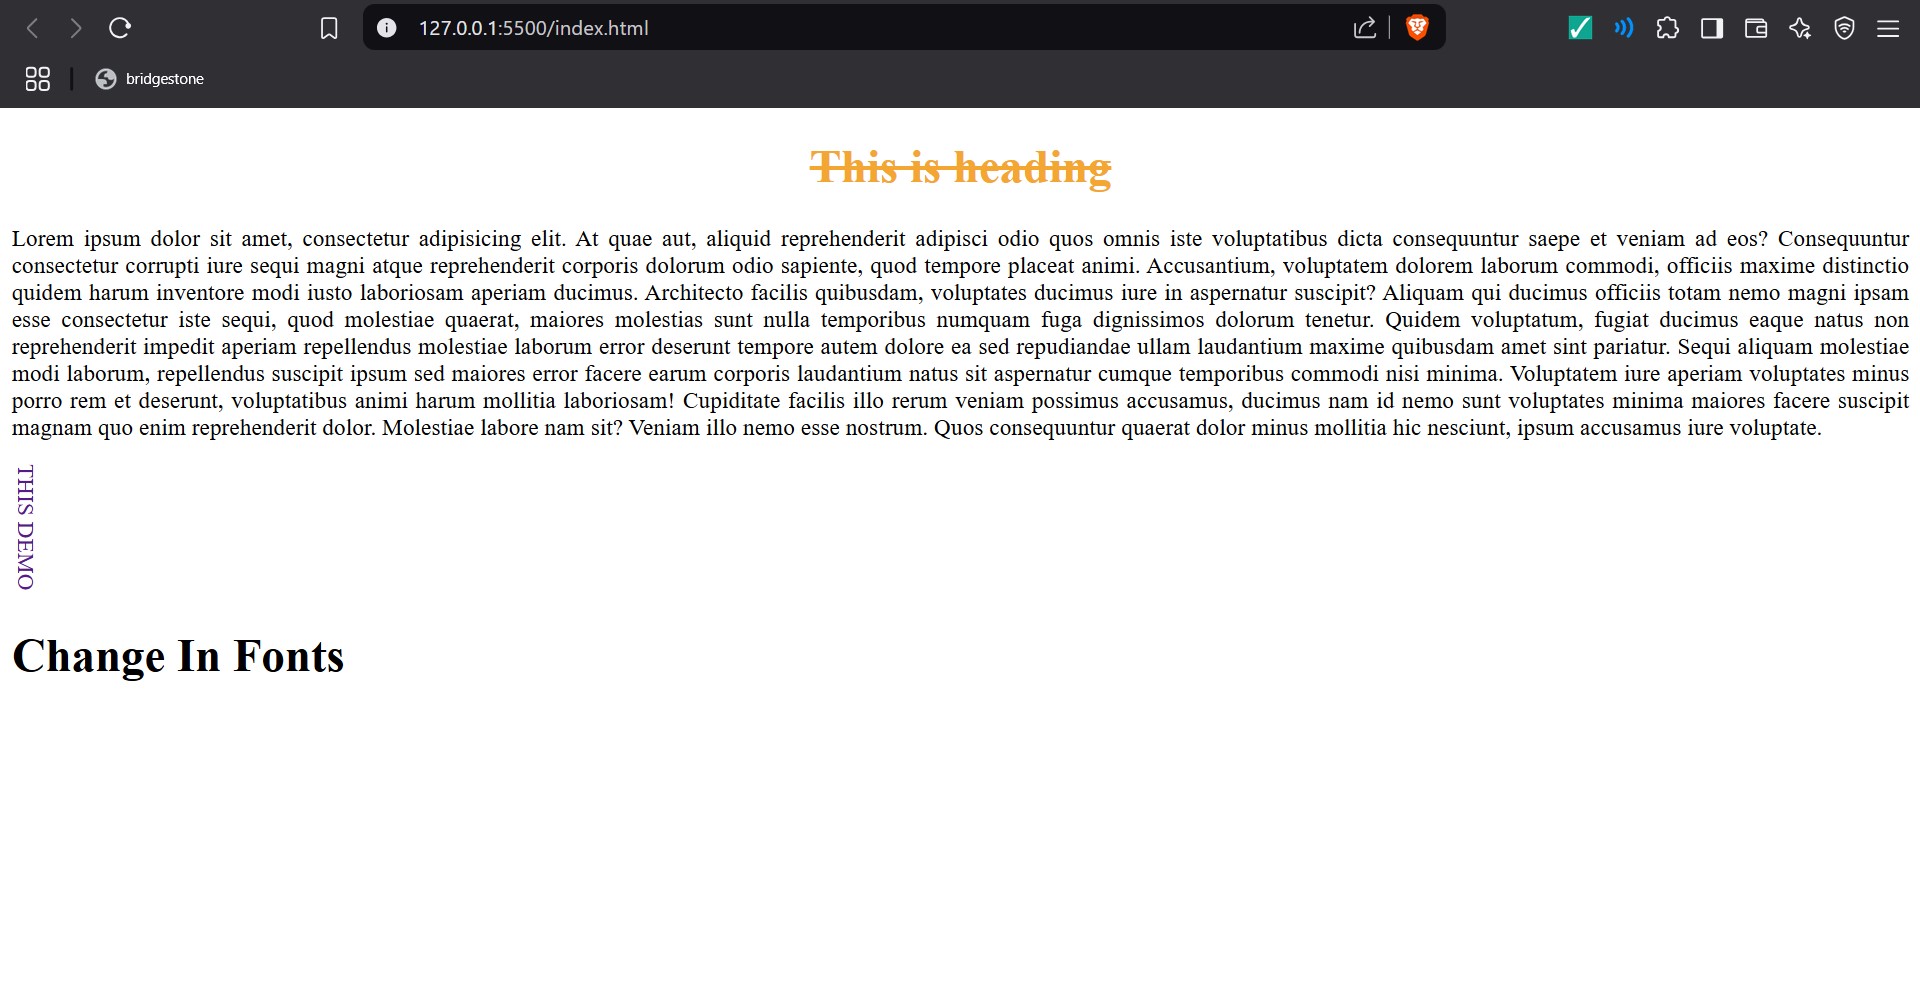 127.0.0.1:5500/index.html
bridgestone
This is heading
Lorem ipsum dolor sit amet, consectetur adipisicing elit. At quae aut, aliquid reprehenderit adipisci odio quos omnis iste voluptatibus dicta consequuntur saepe et veniam ad eos? Consequuntur
consectetur corrupti iure sequi magni atque reprehenderit corporis dolorum odio sapiente, quod tempore placeat animi. Accusantium, voluptatem dolorem laborum commodi, officiis maxime distinctio
quidem harum inventore modi iusto laboriosam aperiam ducimus. Architecto facilis quibusdam, voluptates ducimus iure in aspernatur suscipit? Aliquam qui ducimus officiis totam nemo magni ipsam
esse consectetur iste sequi, quod molestiae quaerat, maiores molestias sunt nulla temporibus numquam fuga dignissimos dolorum tenetur. Quidem voluptatum, fugiat ducimus eaque natus non
reprehenderit impedit aperiam repellendus molestiae laborum error deserunt tempore autem dolore ea sed repudiandae ullam laudantium maxime quibusdam amet sint pariatur. Sequi aliquam molestiae
modi laborum, repellendus suscipit ipsum sed maiores error facere earum corporis laudantium natus sit aspernatur cumque temporibus commodi nisi minima. Voluptatem iure aperiam voluptates minus
porro rem et deserunt, voluptatibus animi harum mollitia laboriosam! Cupiditate facilis illo rerum veniam possimus accusamus, ducimus nam id nemo sunt voluptates minima maiores facere suscipit
magnam quo enim reprehenderit dolor. Molestiae labore nam sit? Veniam illo nemo esse nostrum. Quos consequuntur quaerat dolor minus mollitia hic nesciunt, ipsum accusamus iure voluptate.
THIS DEMO
Change In Fonts